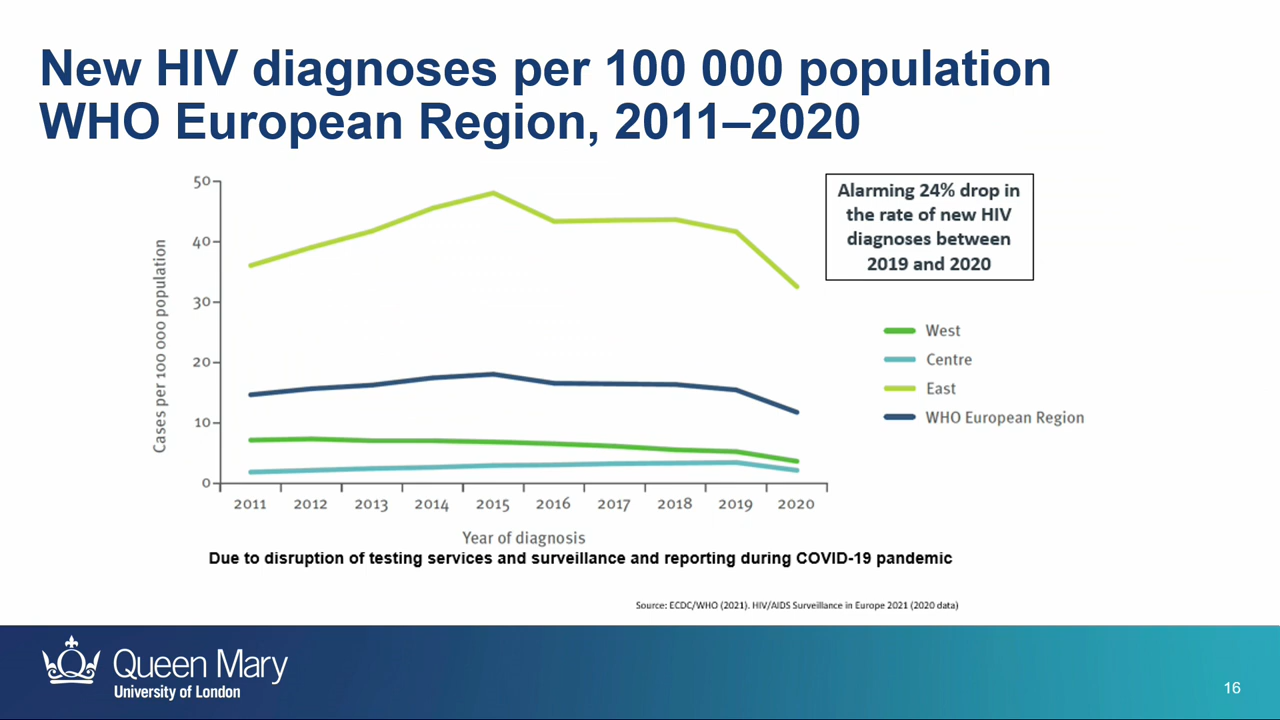 New HIV diagnoses per 100 000 population
WHO European Region, 2011–2020
50
40
30
20
10
0
Cases per 100 000 population
2011 2012 2013 2014 2015 2016 2017 2018 2019 2020
Year of diagnosis
Alarming 24% drop in
the rate of new HIV
diagnoses between
2019 and 2020
West
Centre
East
WHO European Region
Due to disruption of testing services and surveillance and reporting during COVID-19 pandemic
Source: ECDC/WHO (2021). HIV/AIDS Surveillance in Europe 2021 (2020 data)
Queen Mary
University of London
16